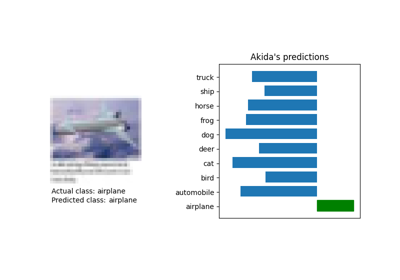 Akida's predictions
truck
ship
horse
frog
dog
deer
cat
bird
automobile
airplane
Actual class: airplane
Predicted class: airplane